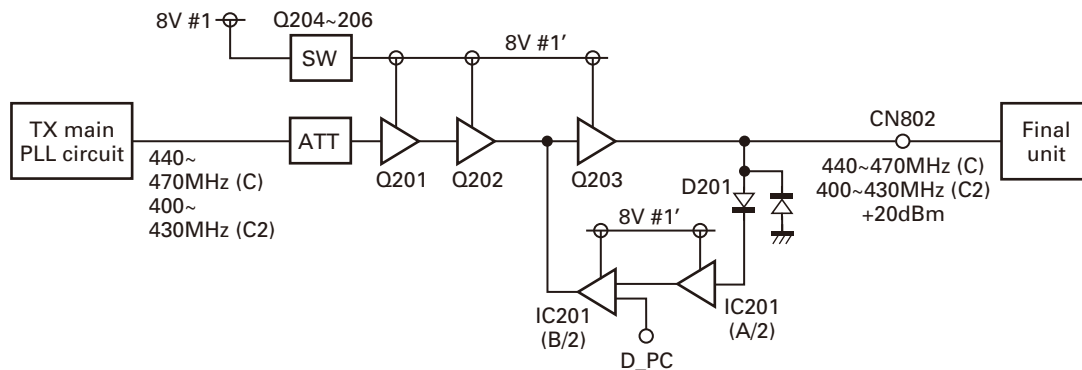 8V #1
Q204~206
SW
8V #1’
TX main
PLL circuit
440~
470MHz (C)
400~
430MHz (C2)
ATT
Q201
Q202
Q203
D201
CN802
440~470MHz (C)
400~430MHz (C2)
+20dBm
Final
unit
8V #1’
IC201
(B/2)
IC201
(A/2)
D_PC